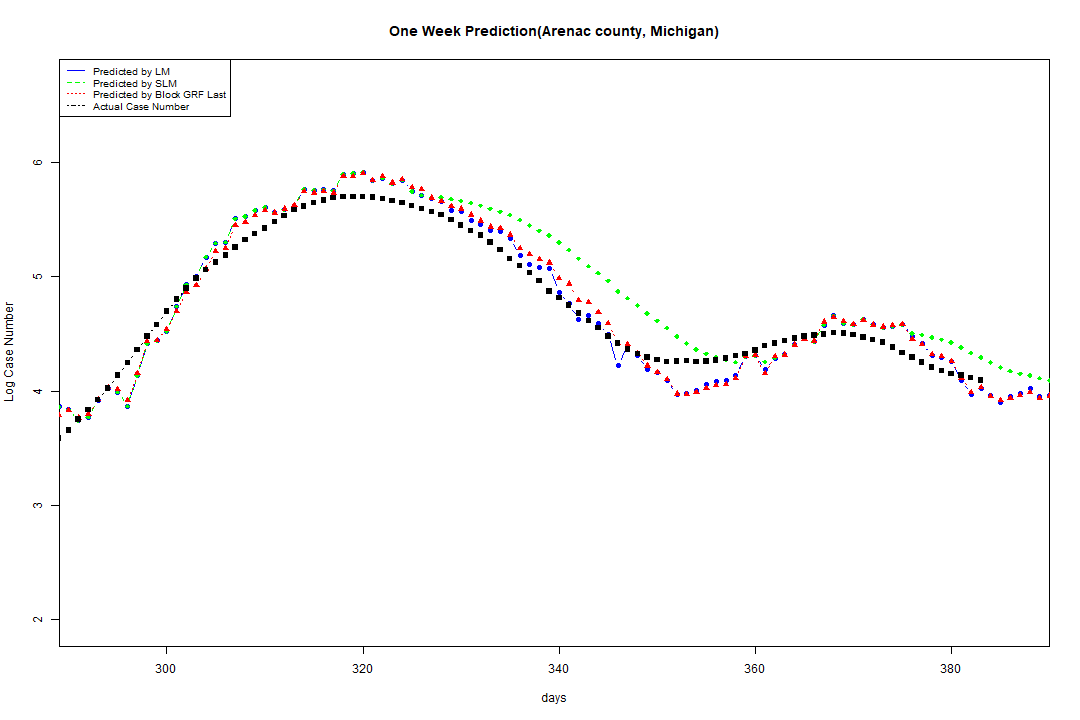 One Week Prediction(Arenac county, Michigan)
Predicted by LM
Predicted by SLM
Predicted by Block GRF Last
Actual Case Number
6
5
4
3
2
Log Case Number
300 320 340 360 380
days